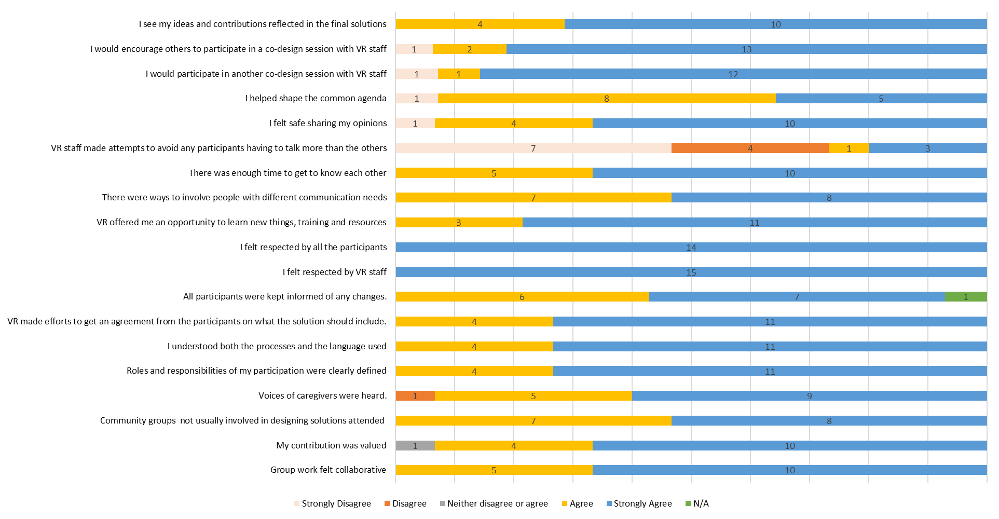 I see my ideas and contributions reflected in the final solutions 4 10
I would encourage others to participate in a co-design session with VR staff 1 2 13
I would participate in another co-design session with VR staff 1 1 12
I helped shape the common agenda 1 8 5
I felt safe sharing my opinions 1 4 10
VR staff made attempts to avoid any participants having to talk more than the others 7 4 1 3
There was enough time to get to know each other 5 10
There were ways to involve people with different communication needs 7 8
VR offered me an opportunity to learn new things, training and resources 3 11
I felt respected by all the participants 14
I felt respected by VR staff 15
All participants were kept informed of any changes. 6 7 1
VR made efforts to get an agreement from the participants on what the solution should include. 4 11
I understood both the processes and the language used 4 11
Roles and responsibilities of my participation were clearly defined 4 11
Voices of caregivers were heard. 1 5 9
Community groups  not usually involved in designing solutions attended 7 8
My contribution was valued 1 4 10
Group work felt collaborative 5 10
Strongly Disagree Disagree Neither disagree or agree Agree Strongly Agree N/A